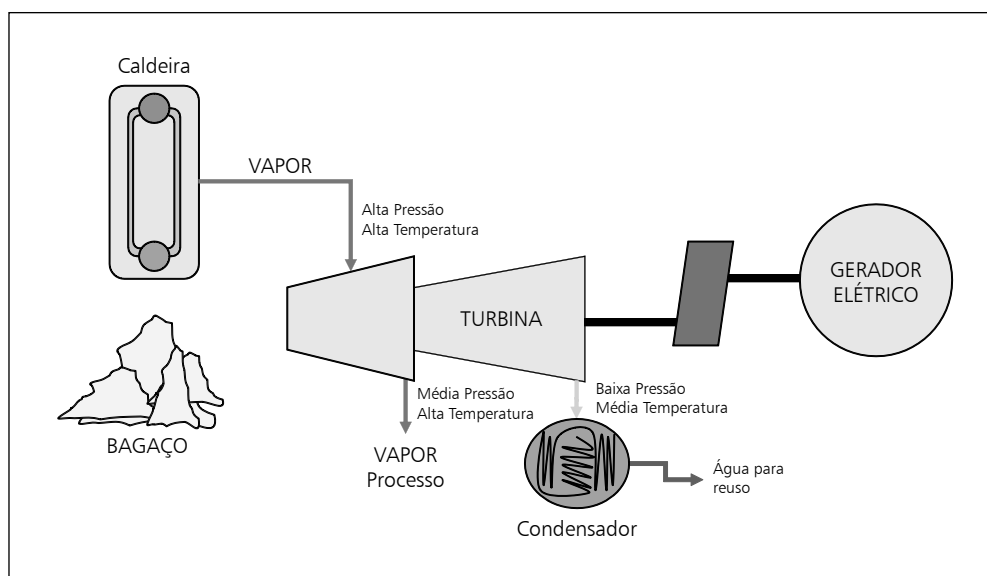 Caldeira
VAPOR
Alta Pressão
Alta Temperatura
GERADOR
ELÉTRICO
TURBINA
Média Pressão
Alta Temperatura
Baixa Pressão
Média Temperatura
BAGAÇO
VAPOR
Processo
Água para
reuso
Condensador